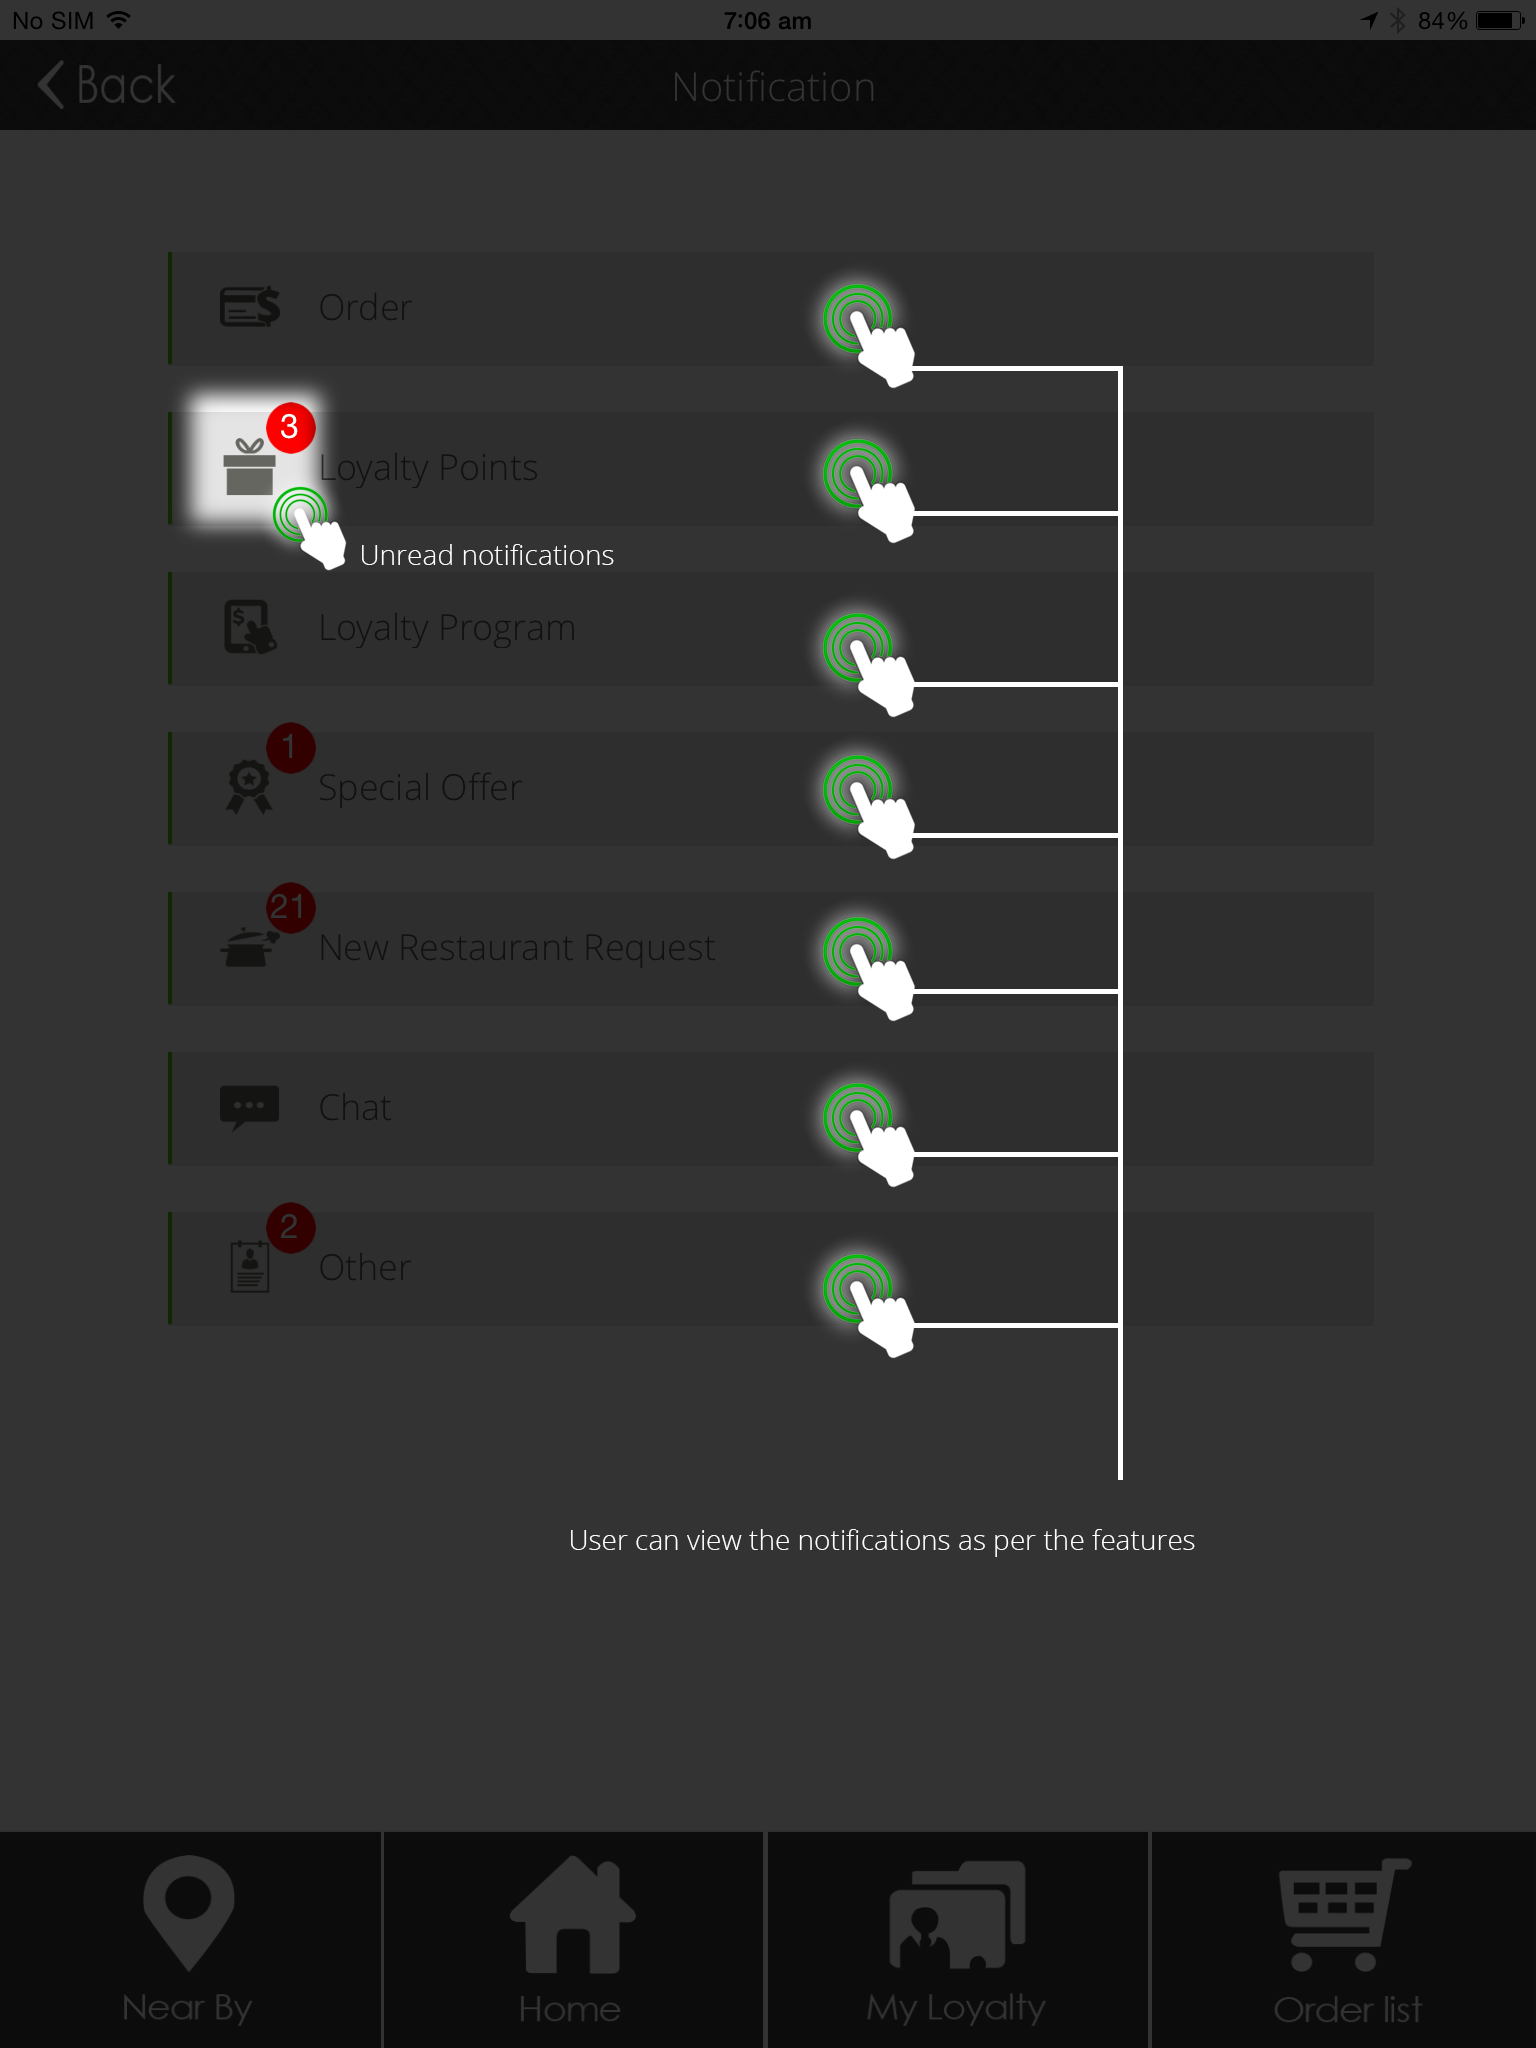 No SIM 7:06 am 84%
Back Notification
Order
3
Loyalty Points
Unread notifications
Loyalty Program
1
Special Offer
21
New Restaurant Request
Chat
2
Other
User can view the notifications as per the features
Near By Home My Loyalty Order list